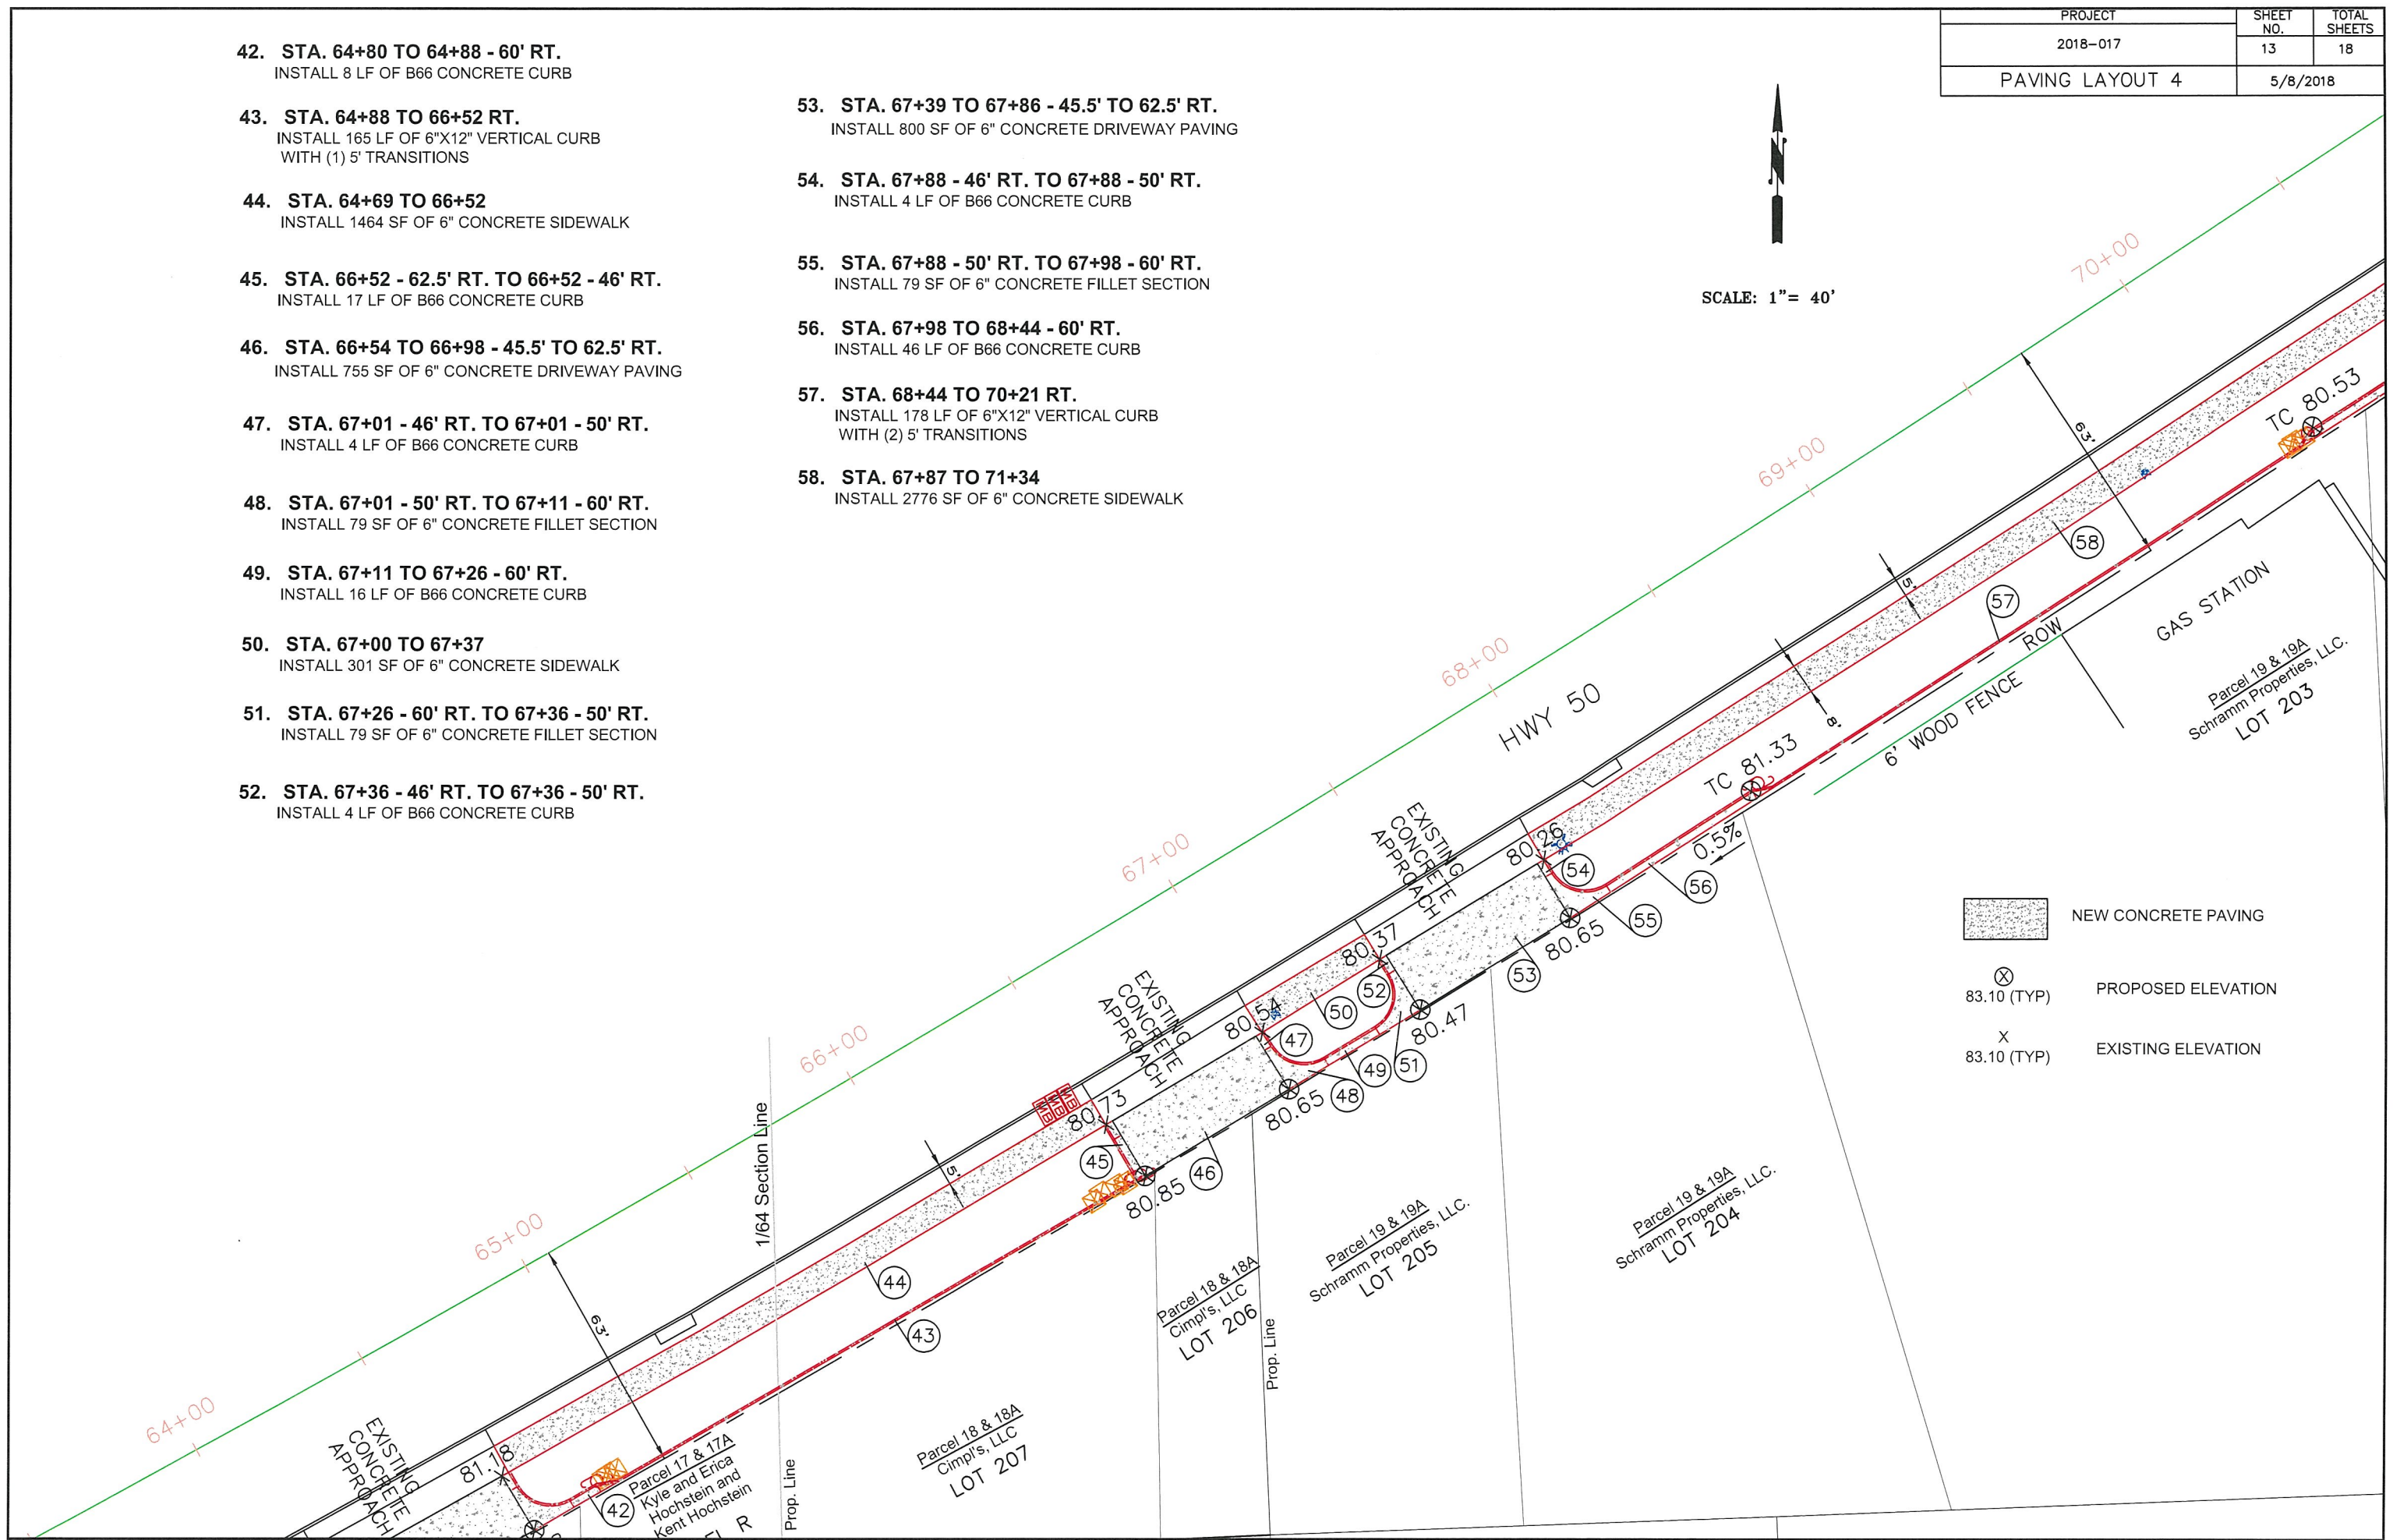 PROJECT
SHEET NO.
TOTAL SHEETS
2018-017
13
18
PAVING LAYOUT 4
5/8/2018
42. STA. 64+80 TO 64+88 - 60' RT.
INSTALL 8 LF OF B66 CONCRETE CURB
43. STA. 64+88 TO 66+52 RT.
INSTALL 165 LF OF 6"X12" VERTICAL CURB
WITH (1) 5' TRANSITIONS
44. STA. 64+69 TO 66+52
INSTALL 1464 SF OF 6" CONCRETE SIDEWALK
45. STA. 66+52 - 62.5' RT. TO 66+52 - 46' RT.
INSTALL 17 LF OF B66 CONCRETE CURB
46. STA. 66+54 TO 66+98 - 45.5' TO 62.5' RT.
INSTALL 755 SF OF 6" CONCRETE DRIVEWAY PAVING
47. STA. 67+01 - 46' RT. TO 67+01 - 50' RT.
INSTALL 4 LF OF B66 CONCRETE CURB
48. STA. 67+01 - 50' RT. TO 67+11 - 60' RT.
INSTALL 79 SF OF 6" CONCRETE FILLET SECTION
49. STA. 67+11 TO 67+26 - 60' RT.
INSTALL 16 LF OF B66 CONCRETE CURB
50. STA. 67+00 TO 67+37
INSTALL 301 SF OF 6" CONCRETE SIDEWALK
51. STA. 67+26 - 60' RT. TO 67+36 - 50' RT.
INSTALL 79 SF OF 6" CONCRETE FILLET SECTION
52. STA. 67+36 - 46' RT. TO 67+36 - 50' RT.
INSTALL 4 LF OF B66 CONCRETE CURB
53. STA. 67+39 TO 67+86 - 45.5' TO 62.5' RT.
INSTALL 800 SF OF 6" CONCRETE DRIVEWAY PAVING
54. STA. 67+88 - 46' RT. TO 67+88 - 50' RT.
INSTALL 4 LF OF B66 CONCRETE CURB
55. STA. 67+88 - 50' RT. TO 67+98 - 60' RT.
INSTALL 79 SF OF 6" CONCRETE FILLET SECTION
56. STA. 67+98 TO 68+44 - 60' RT.
INSTALL 46 LF OF B66 CONCRETE CURB
57. STA. 68+44 TO 70+21 RT.
INSTALL 178 LF OF 6"X12" VERTICAL CURB
WITH (2) 5' TRANSITIONS
58. STA. 67+87 TO 71+34
INSTALL 2776 SF OF 6" CONCRETE SIDEWALK
N
SCALE: 1"= 40'
64+00
65+00
66+00
67+00
68+00
69+00
70+00
HWY 50
63'
TC 80.53
58
57
5'
8'
ROW
6' WOOD FENCE
GAS STATION
Parcel 19 & 19A
Schramm Properties, LLC.
LOT 203
TC 81.33
0.5%
80.26
54
56
55
80.65
53
EXISTING
CONCRETE
APPROACH
80.37
52
50
80.47
51
49
48
47
80.54
80.65
46
EXISTING
CONCRETE
APPROACH
MB
MB
MB
80.73
45
80.85
5'
44
43
1/64 Section Line
63'
Parcel 19 & 19A
Schramm Properties, LLC.
LOT 204
Parcel 19 & 19A
Schramm Properties, LLC.
LOT 205
Parcel 18 & 18A
Cimpl's, LLC
LOT 206
Prop. Line
Parcel 18 & 18A
Cimpl's, LLC
LOT 207
Prop. Line
Parcel 17 & 17A
Kyle and Erica
Hochstein and
Kent Hochstein
R
42
81.18
EXISTING
CONCRETE
APPROACH
NEW CONCRETE PAVING
X
83.10 (TYP)
PROPOSED ELEVATION
X
83.10 (TYP)
EXISTING ELEVATION